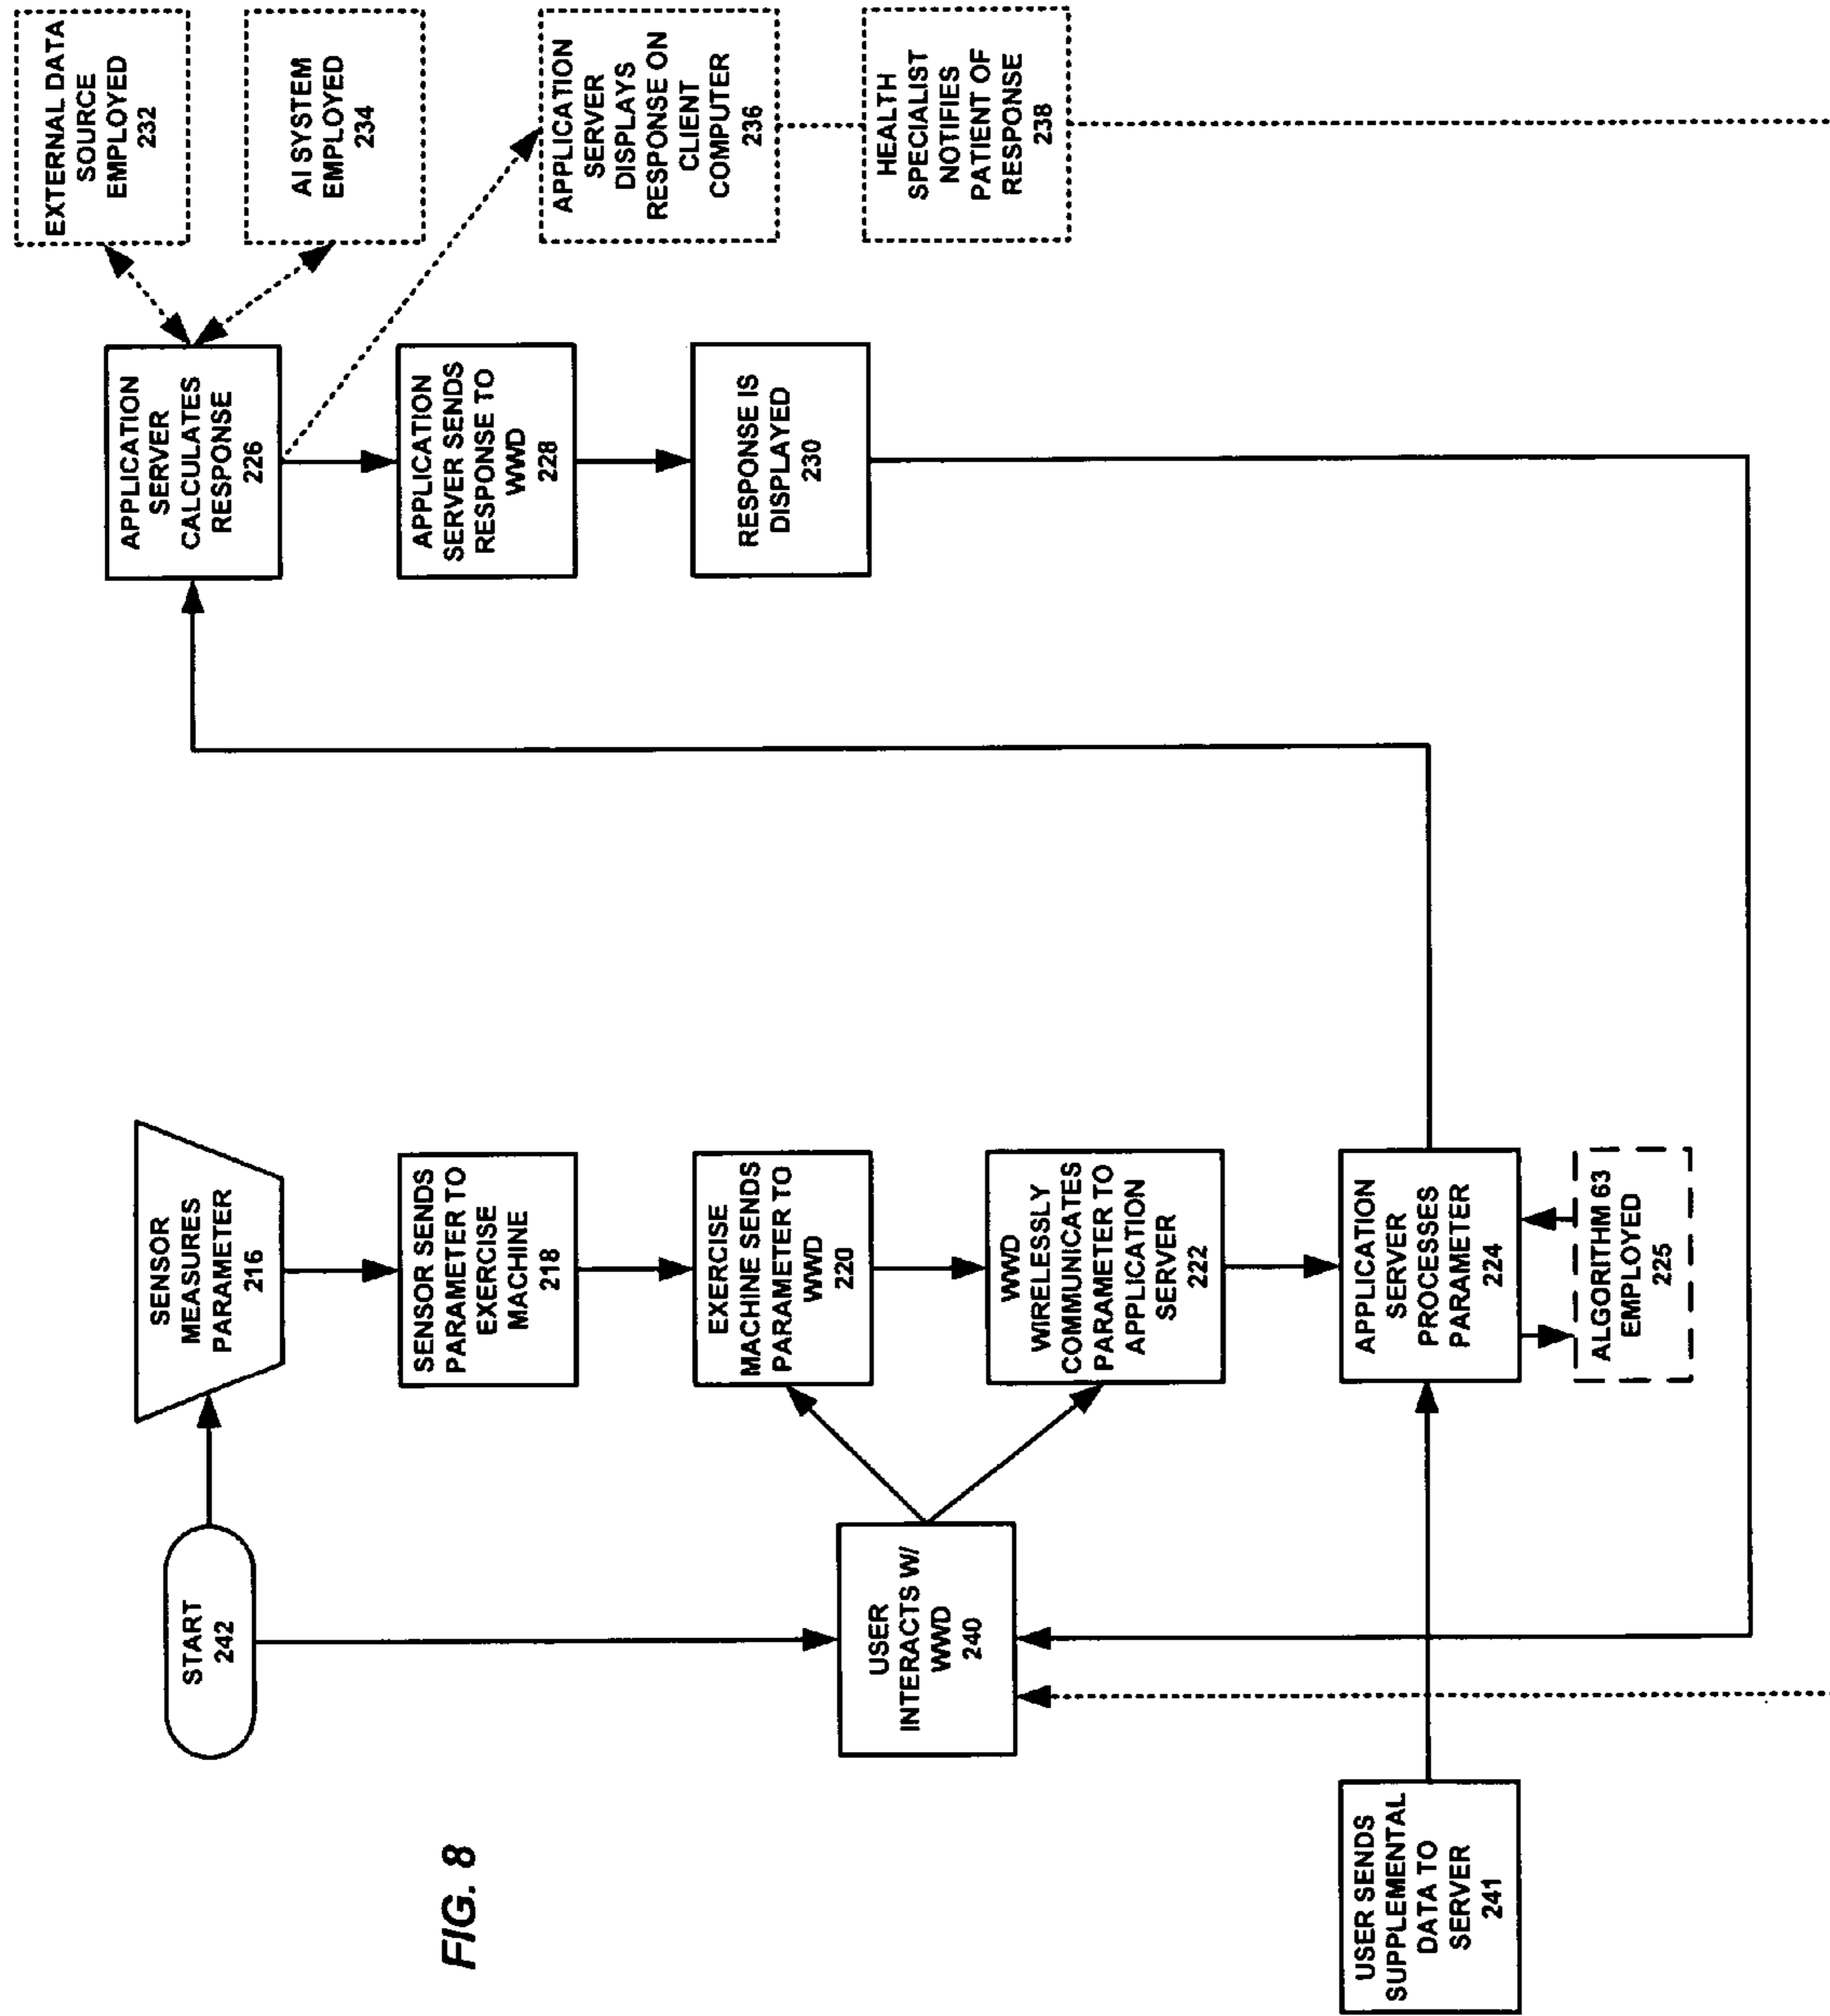 FIG. 8
START
242
USER
INTERACTS W/
WWD
240
USER SENDS
SUPPLEMENTAL
DATA TO
SERVER
241
SENSOR
MEASURES
PARAMETER
216
SENSOR SENDS
PARAMETER TO
EXERCISE
MACHINE
218
EXERCISE
MACHINE SENDS
PARAMETER TO
WWD
220
WWD
WIRELESSLY
COMMUNICATES
PARAMETER TO
APPLICATION
SERVER
222
APPLICATION
SERVER
PROCESSES
PARAMETER
224
ALGORITHM 63
EMPLOYED
225
APPLICATION
SERVER
CALCULATES
RESPONSE
226
APPLICATION
SERVER SENDS
RESPONSE TO
WWD
228
RESPONSE IS
DISPLAYED
230
EXTERNAL DATA
SOURCE
EMPLOYED
232
AI SYSTEM
EMPLOYED
234
APPLICATION
SERVER
DISPLAYS
RESPONSE ON
CLIENT
COMPUTER
236
HEALTH
SPECIALIST
NOTIFIES
PATIENT OF
RESPONSE
238